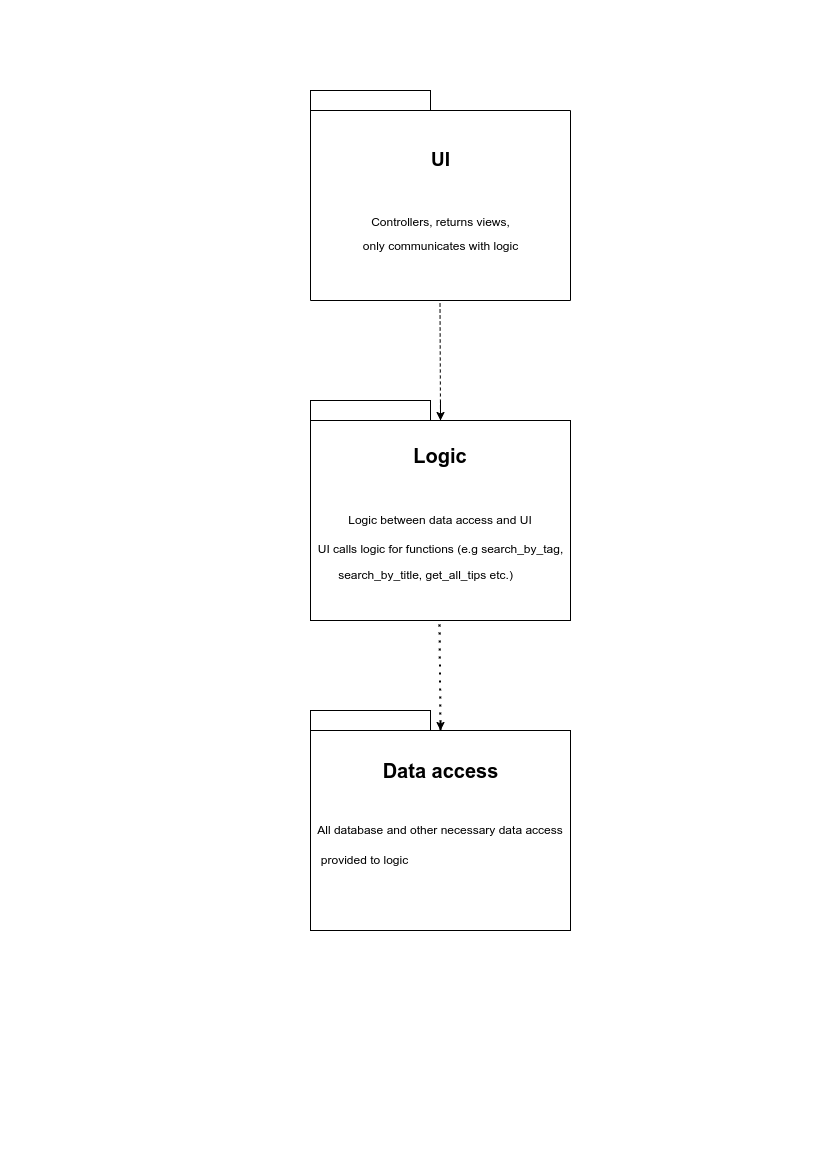 UI
Controllers, returns views,
only communicates with logic
Logic
Logic between data access and UI
UI calls logic for functions (e.g search_by_tag,
search_by_title, get_all_tips etc.)
Data access
All database and other necessary data access
provided to logic